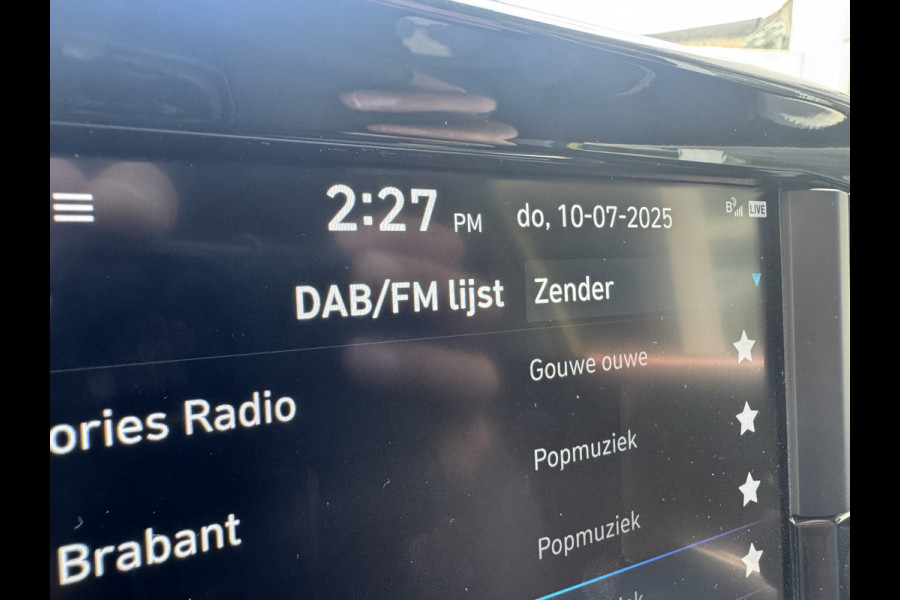 2:27 PM do, 10-07-2025 LIVE
DAB/FM lijst Zender
ories Radio Gouwe ouwe
Popmuziek
Brabant Popmuziek